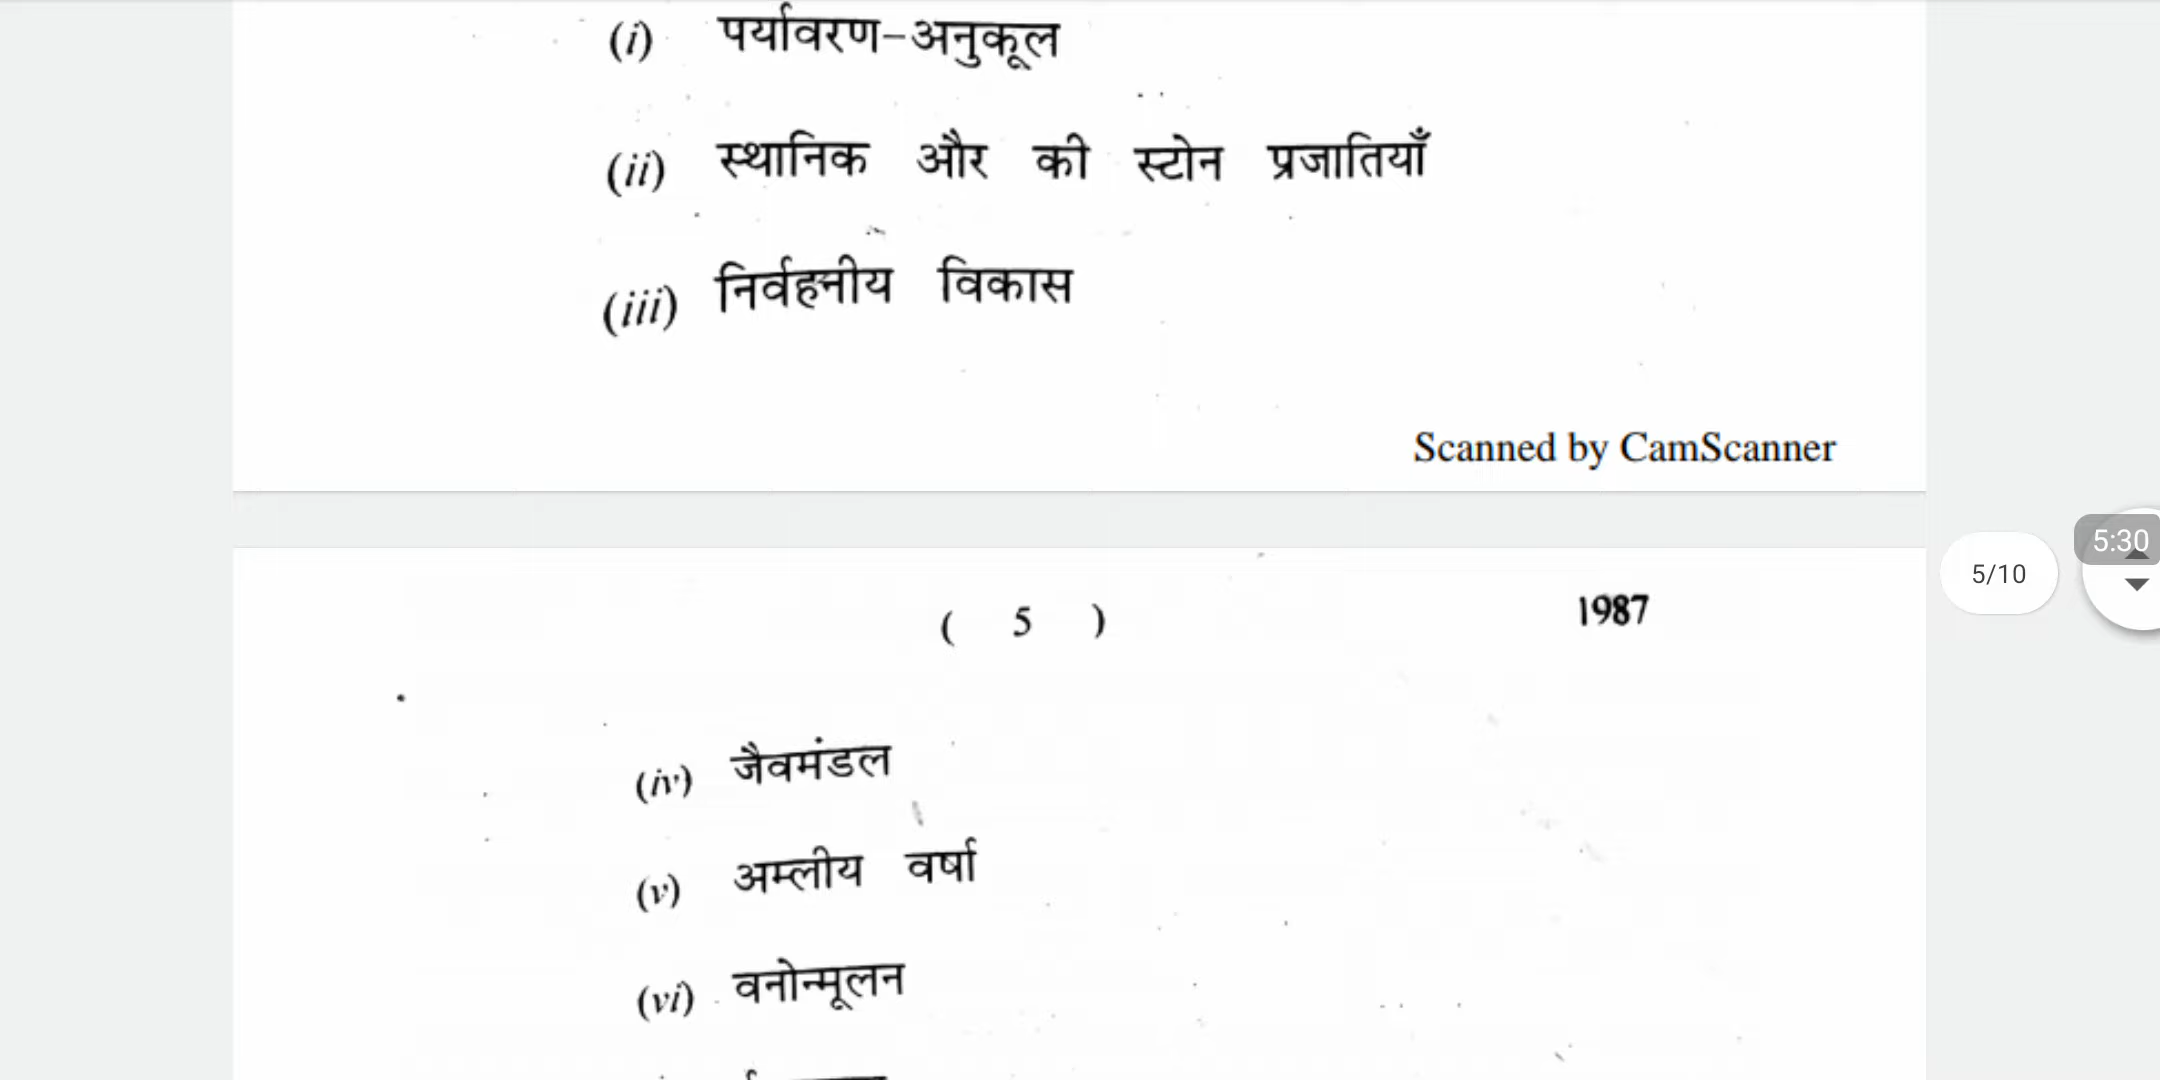 (i) पर्यावरण-अनुकूल
(ii) स्थानिक और की स्टोन प्रजातियाँ
(iii) निर्वहनीय विकास
Scanned by CamScanner
5:30
5/10
( 5 ) 1987
(iv) जैवमंडल
(v) अम्लीय वर्षा
(vi) वनोन्मूलन